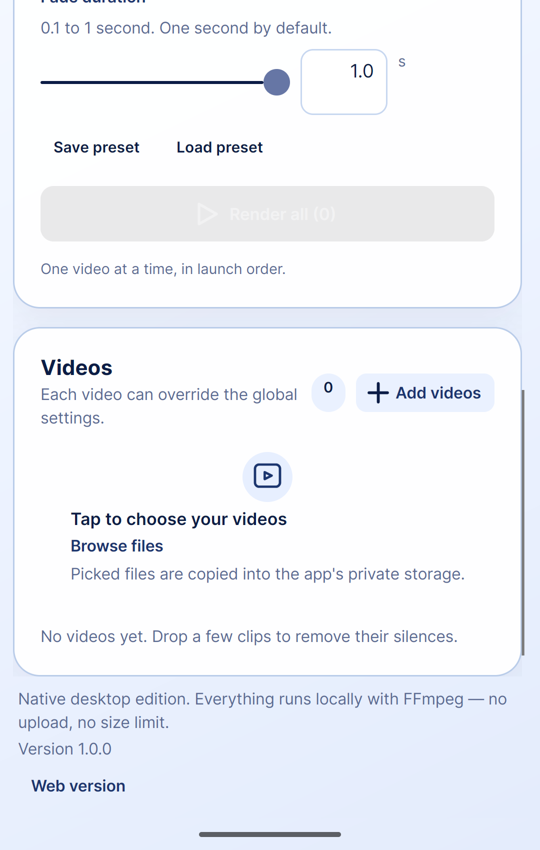 Fade duration
0.1 to 1 second. One second by default.
1.0
s
Save preset
Load preset
Render all (0)
One video at a time, in launch order.
Videos
Each video can override the global
settings.
0
Add videos
Tap to choose your videos
Browse files
Picked files are copied into the app's private storage.
No videos yet. Drop a few clips to remove their silences.
Native desktop edition. Everything runs locally with FFmpeg — no
upload, no size limit.
Version 1.0.0
Web version